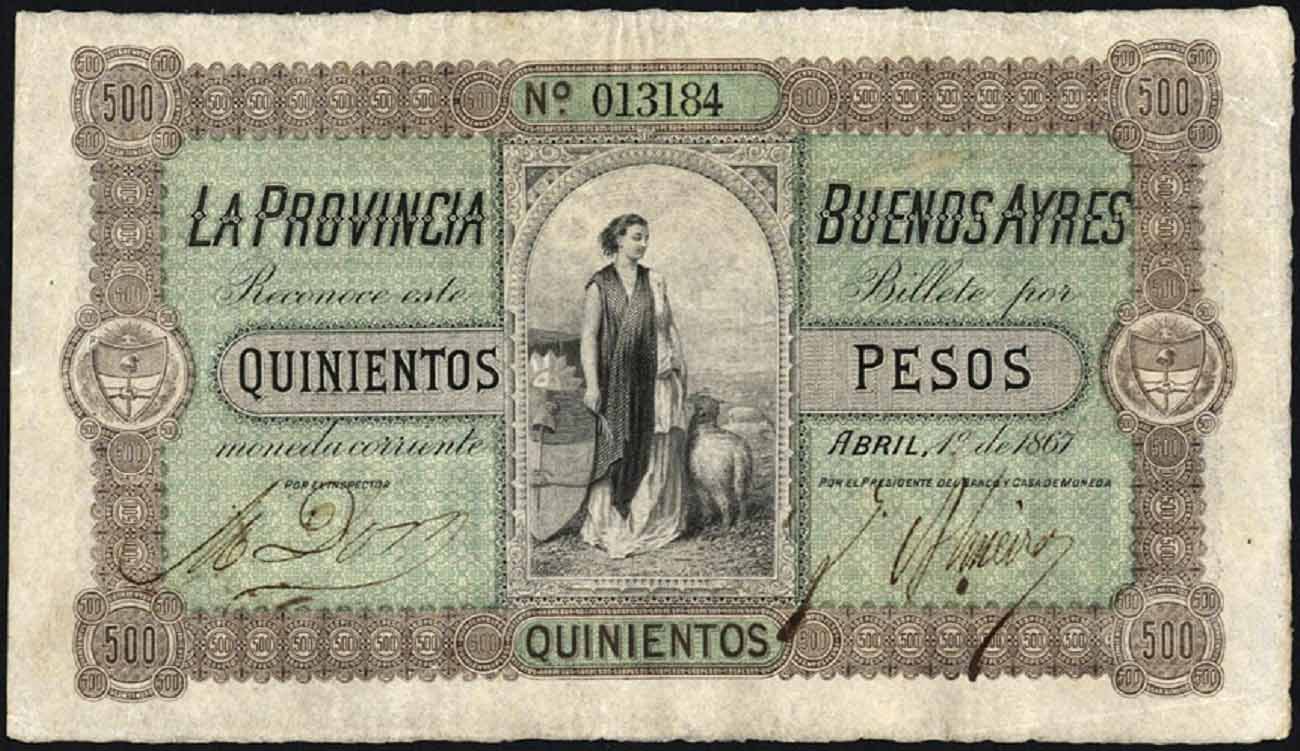 500 Nº. 013184 500
LA PROVINCIA BUENOS AYRES
Reconoce este Billete por
QUINIENTOS PESOS
moneda corriente ABRIL, 1º de 1867
POR EL INSPECTOR POR EL PRESIDENTE DEL BANCO Y CASA DE MONEDA
500 QUINIENTOS 500